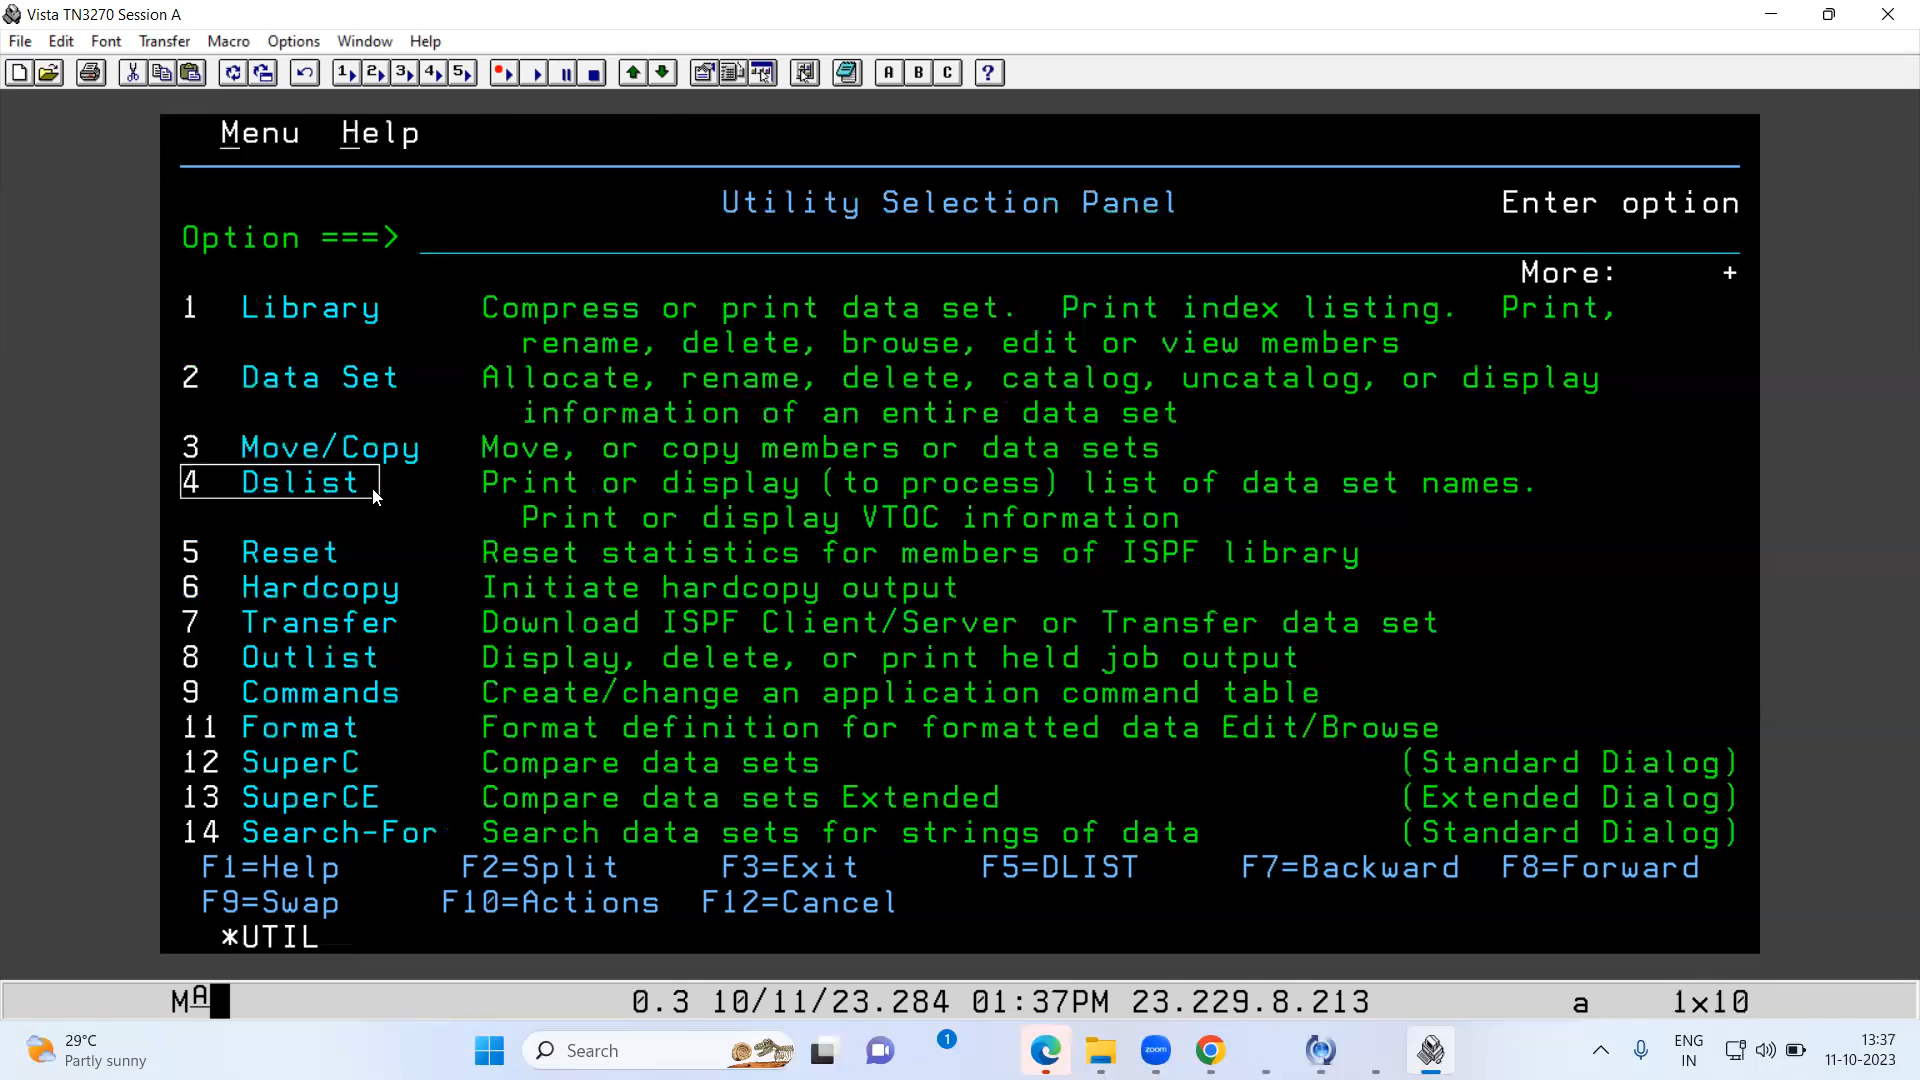 Vista TN3270 Session A
File Edit Font Transfer Macro Options Window Help
1 2 3 4 5 A B C ?
Menu Help
Utility Selection Panel Enter option
Option ===>
More: +
1 Library Compress or print data set. Print index listing. Print,
rename, delete, browse, edit or view members
2 Data Set Allocate, rename, delete, catalog, uncatalog, or display
information of an entire data set
3 Move/Copy Move, or copy members or data sets
4 Dslist Print or display (to process) list of data set names.
Print or display VTOC information
5 Reset Reset statistics for members of ISPF library
6 Hardcopy Initiate hardcopy output
7 Transfer Download ISPF Client/Server or Transfer data set
8 Outlist Display, delete, or print held job output
9 Commands Create/change an application command table
11 Format Format definition for formatted data Edit/Browse
12 SuperC Compare data sets (Standard Dialog)
13 SuperCE Compare data sets Extended (Extended Dialog)
14 Search-For Search data sets for strings of data (Standard Dialog)
F1=Help F2=Split F3=Exit F5=DLIST F7=Backward F8=Forward
F9=Swap F10=Actions F12=Cancel
*UTIL
MA 0.3 10/11/23.284 01:37PM 23.229.8.213 a 1x10
29°C
Partly sunny
Search
1
zoom
ENG
IN
13:37
11-10-2023